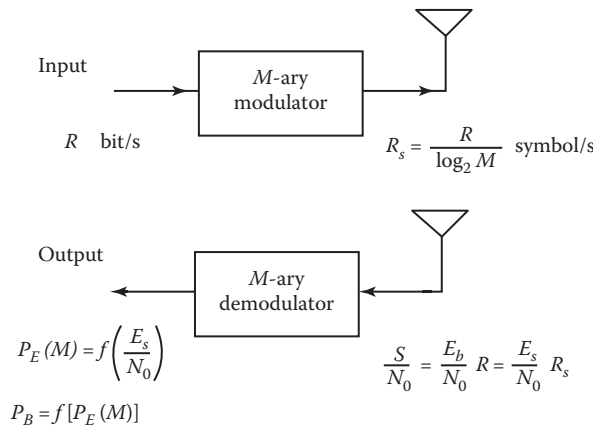 Input
M-ary
modulator
R bit/s
R_s = R / log_2 M symbol/s
Output
M-ary
demodulator
P_E(M) = f(E_s / N_0)
S / N_0 = E_b / N_0 R = E_s / N_0 R_s
P_B = f[P_E(M)]